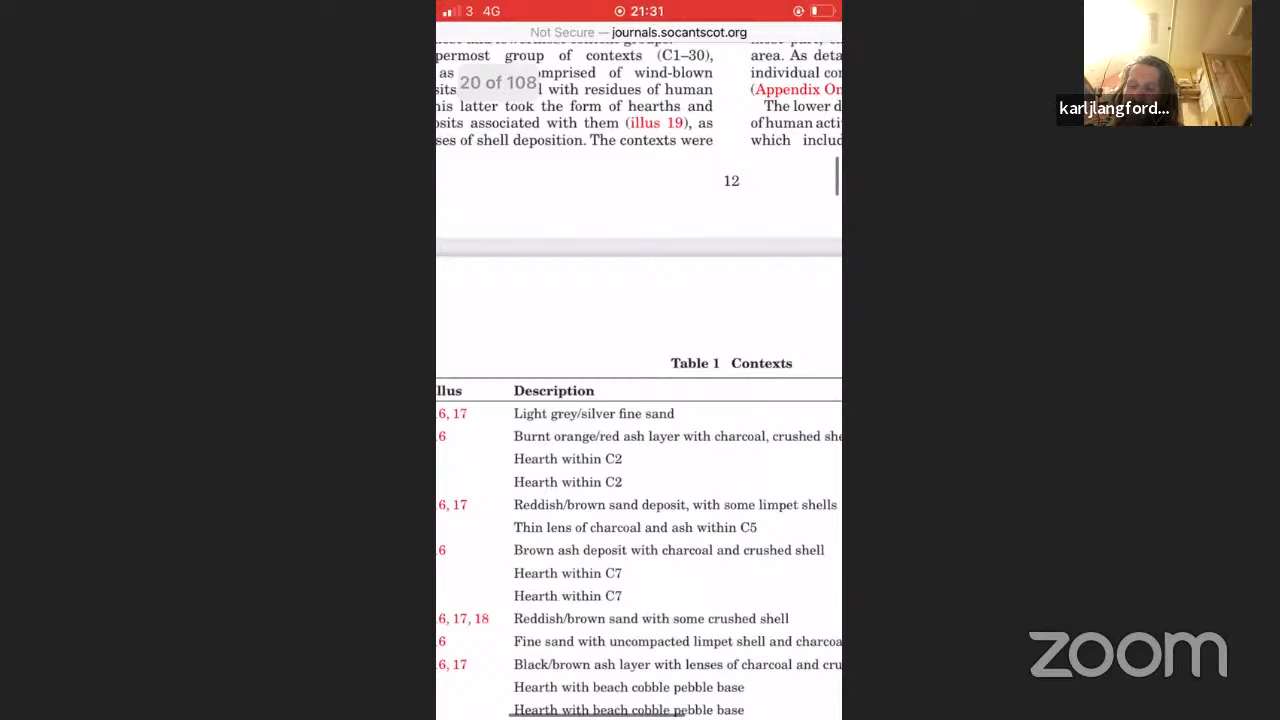 3 4G 21:31
Not Secure — journals.socantscot.org
permost group of contexts (C1–30),
as
20 of 108
omprised of wind-blown
with residues of human
his latter took the form of hearths and
osits associated with them (illus 19), as
ses of shell deposition. The contexts were
area. As deta
individual co
(Appendix On
The lower d
of human acti
which includ
12
Table 1 Contexts
llus Description
6, 17 Light grey/silver fine sand
6 Burnt orange/red ash layer with charcoal, crushed she
Hearth within C2
Hearth within C2
6, 17 Reddish/brown sand deposit, with some limpet shells
Thin lens of charcoal and ash within C5
6 Brown ash deposit with charcoal and crushed shell
Hearth within C7
Hearth within C7
6, 17, 18 Reddish/brown sand with some crushed shell
6 Fine sand with uncompacted limpet shell and charcoa
6, 17 Black/brown ash layer with lenses of charcoal and cru
Hearth with beach cobble pebble base
Hearth with beach cobble pebble base
karljlangford...
zoom